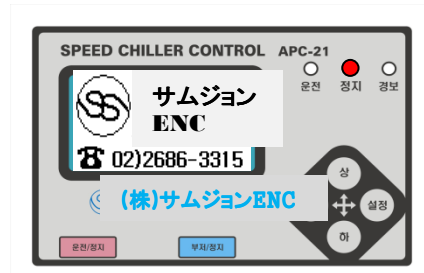 SPEED CHILLER CONTROL APC-21
운전 정지 경보
サムジョン
ENC
☎ 02)2686-3315
(株)サムジョンENC
상
설정
하
운전/정지 부저/정지